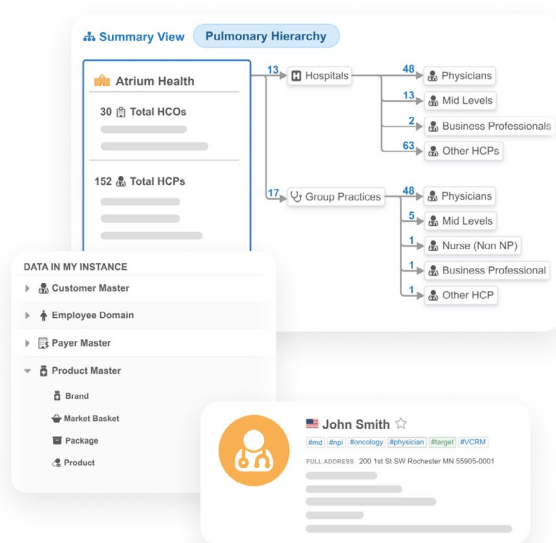 Summary View Pulmonary Hierarchy
Atrium Health
30 Total HCOs
152 Total HCPs
13 Hospitals
48 Physicians
13 Mid Levels
2 Business Professionals
63 Other HCPs
17 Group Practices
48 Physicians
5 Mid Levels
1 Nurse (Non NP)
1 Business Professional
1 Other HCP
DATA IN MY INSTANCE
Customer Master
Employee Domain
Payer Master
Product Master
Brand
Market Basket
Package
Product
John Smith
#md #npi #oncology #physician #target #VCRM
FULL ADDRESS 200 1st St SW Rochester MN 55905-0001